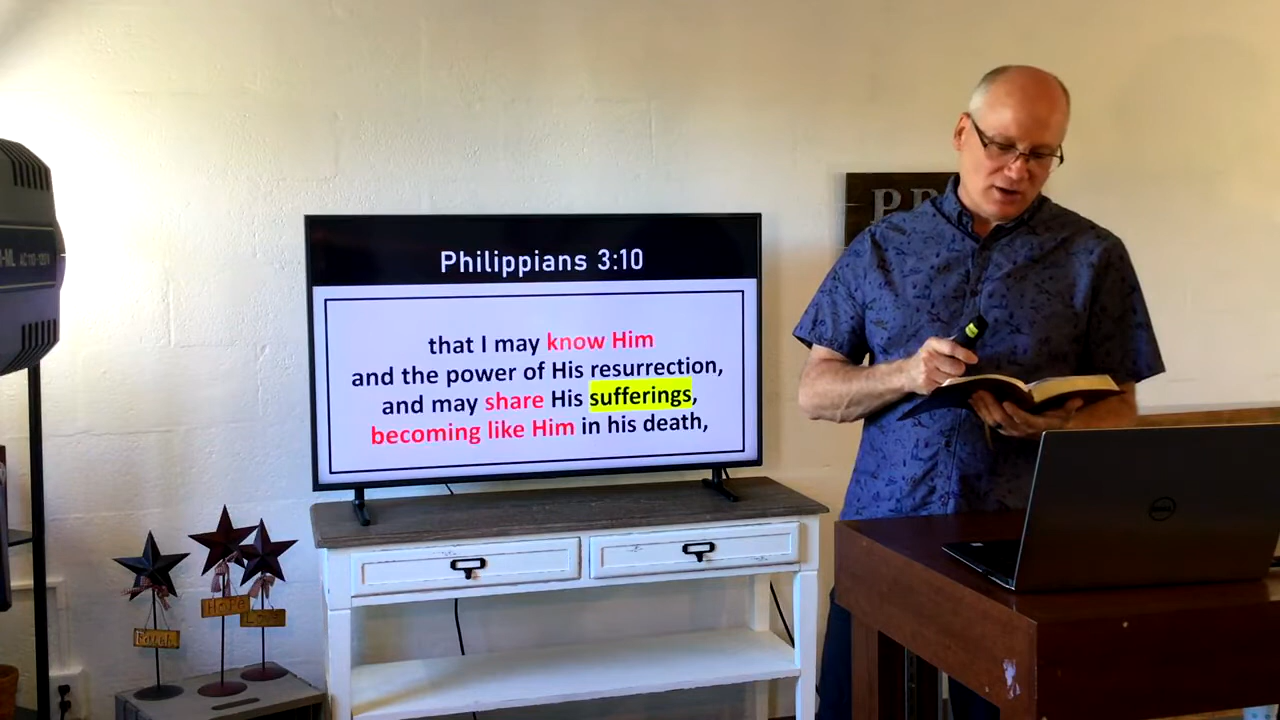 Philippians 3:10
that I may know Him
and the power of His resurrection,
and may share His sufferings,
becoming like Him in his death,
Faith
Hope
Love
DELL